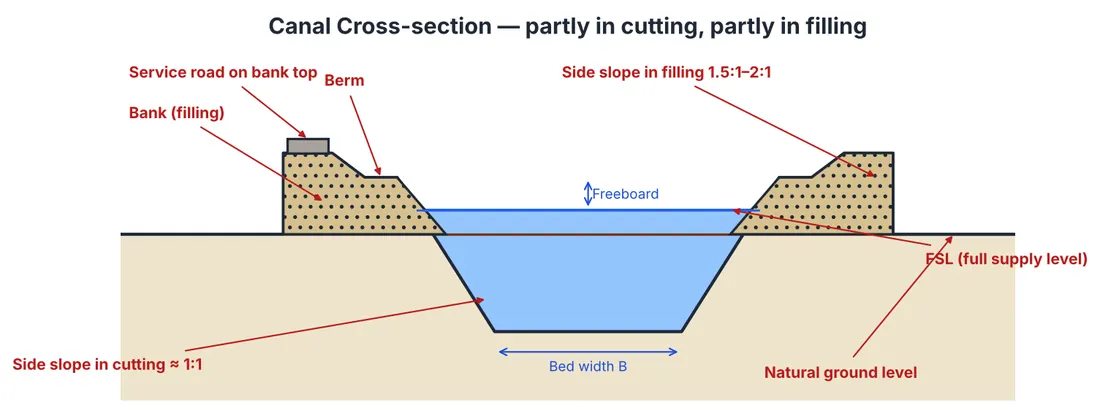 Canal Cross-section — partly in cutting, partly in filling
Service road on bank top
Berm
Side slope in filling 1.5:1–2:1
Bank (filling)
Freeboard
FSL (full supply level)
Side slope in cutting ≈ 1:1
Bed width B
Natural ground level